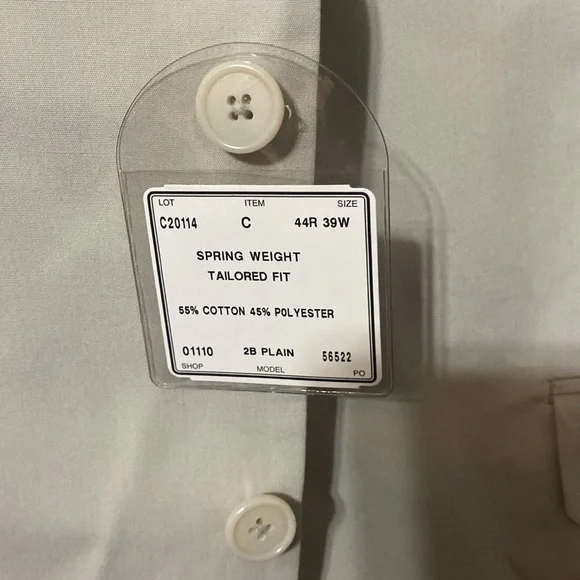 LOT ITEM SIZE
C20114 C 44R 39W
SPRING WEIGHT
TAILORED FIT
55% COTTON 45% POLYESTER
01110 2B PLAIN 56522
SHOP MODEL PO